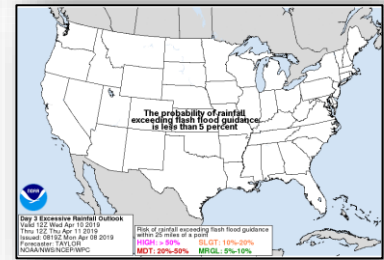 The probability of rainfall
exceeding flash flood guidance
is less than 5 percent
NOAA
Day 3 Excessive Rainfall Outlook
Valid 12Z Wed Apr 10 2019
Thru 12Z Thu Apr 11 2019
Issued: 0819Z Mon Apr 08 2019
Forecaster: TAYLOR
NOAA/NWS/NCEP/WPC
Risk of rainfall exceeding flash flood guidance
within 25 miles of a point
HIGH: > 50% SLGT: 10%-20%
MDT: 20%-50% MRGL: 5%-10%